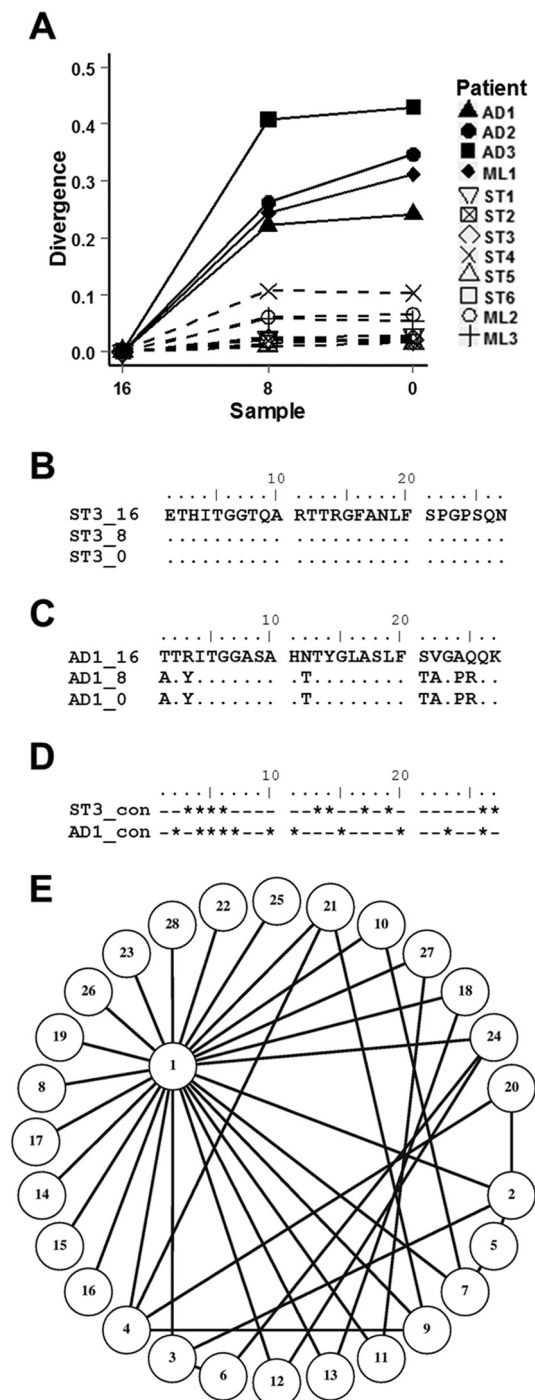 A
Divergence
0.5
0.4
0.3
0.2
0.1
0.0
16 8 0
Sample
Patient
AD1
AD2
AD3
ML1
ST1
ST2
ST3
ST4
ST5
ST6
ML2
ML3
B
10 20
....|....| ....|....| ....|..
ST3_16 ETHITGGTQA RTTRGFANLF SPGPSQN
ST3_8 .......... .......... .......
ST3_0 .......... .......... .......
C
10 20
....|....| ....|....| ....|..
AD1_16 TTRITGGASA HNTYGLASLF SVGAQQK
AD1_8 A.Y....... .T........ TA.PR..
AD1_0 A.Y....... .T........ TA.PR..
D
10 20
....|....| ....|....| ....|..
ST3_con --****---- --**--*-*- -----**
AD1_con -*-****--* *---*----* --*--*-
E
25
22
21
28
10
23
27
26
18
19
24
1
8
20
17
2
14
5
15
7
16
4
9
3
11
6
13
12